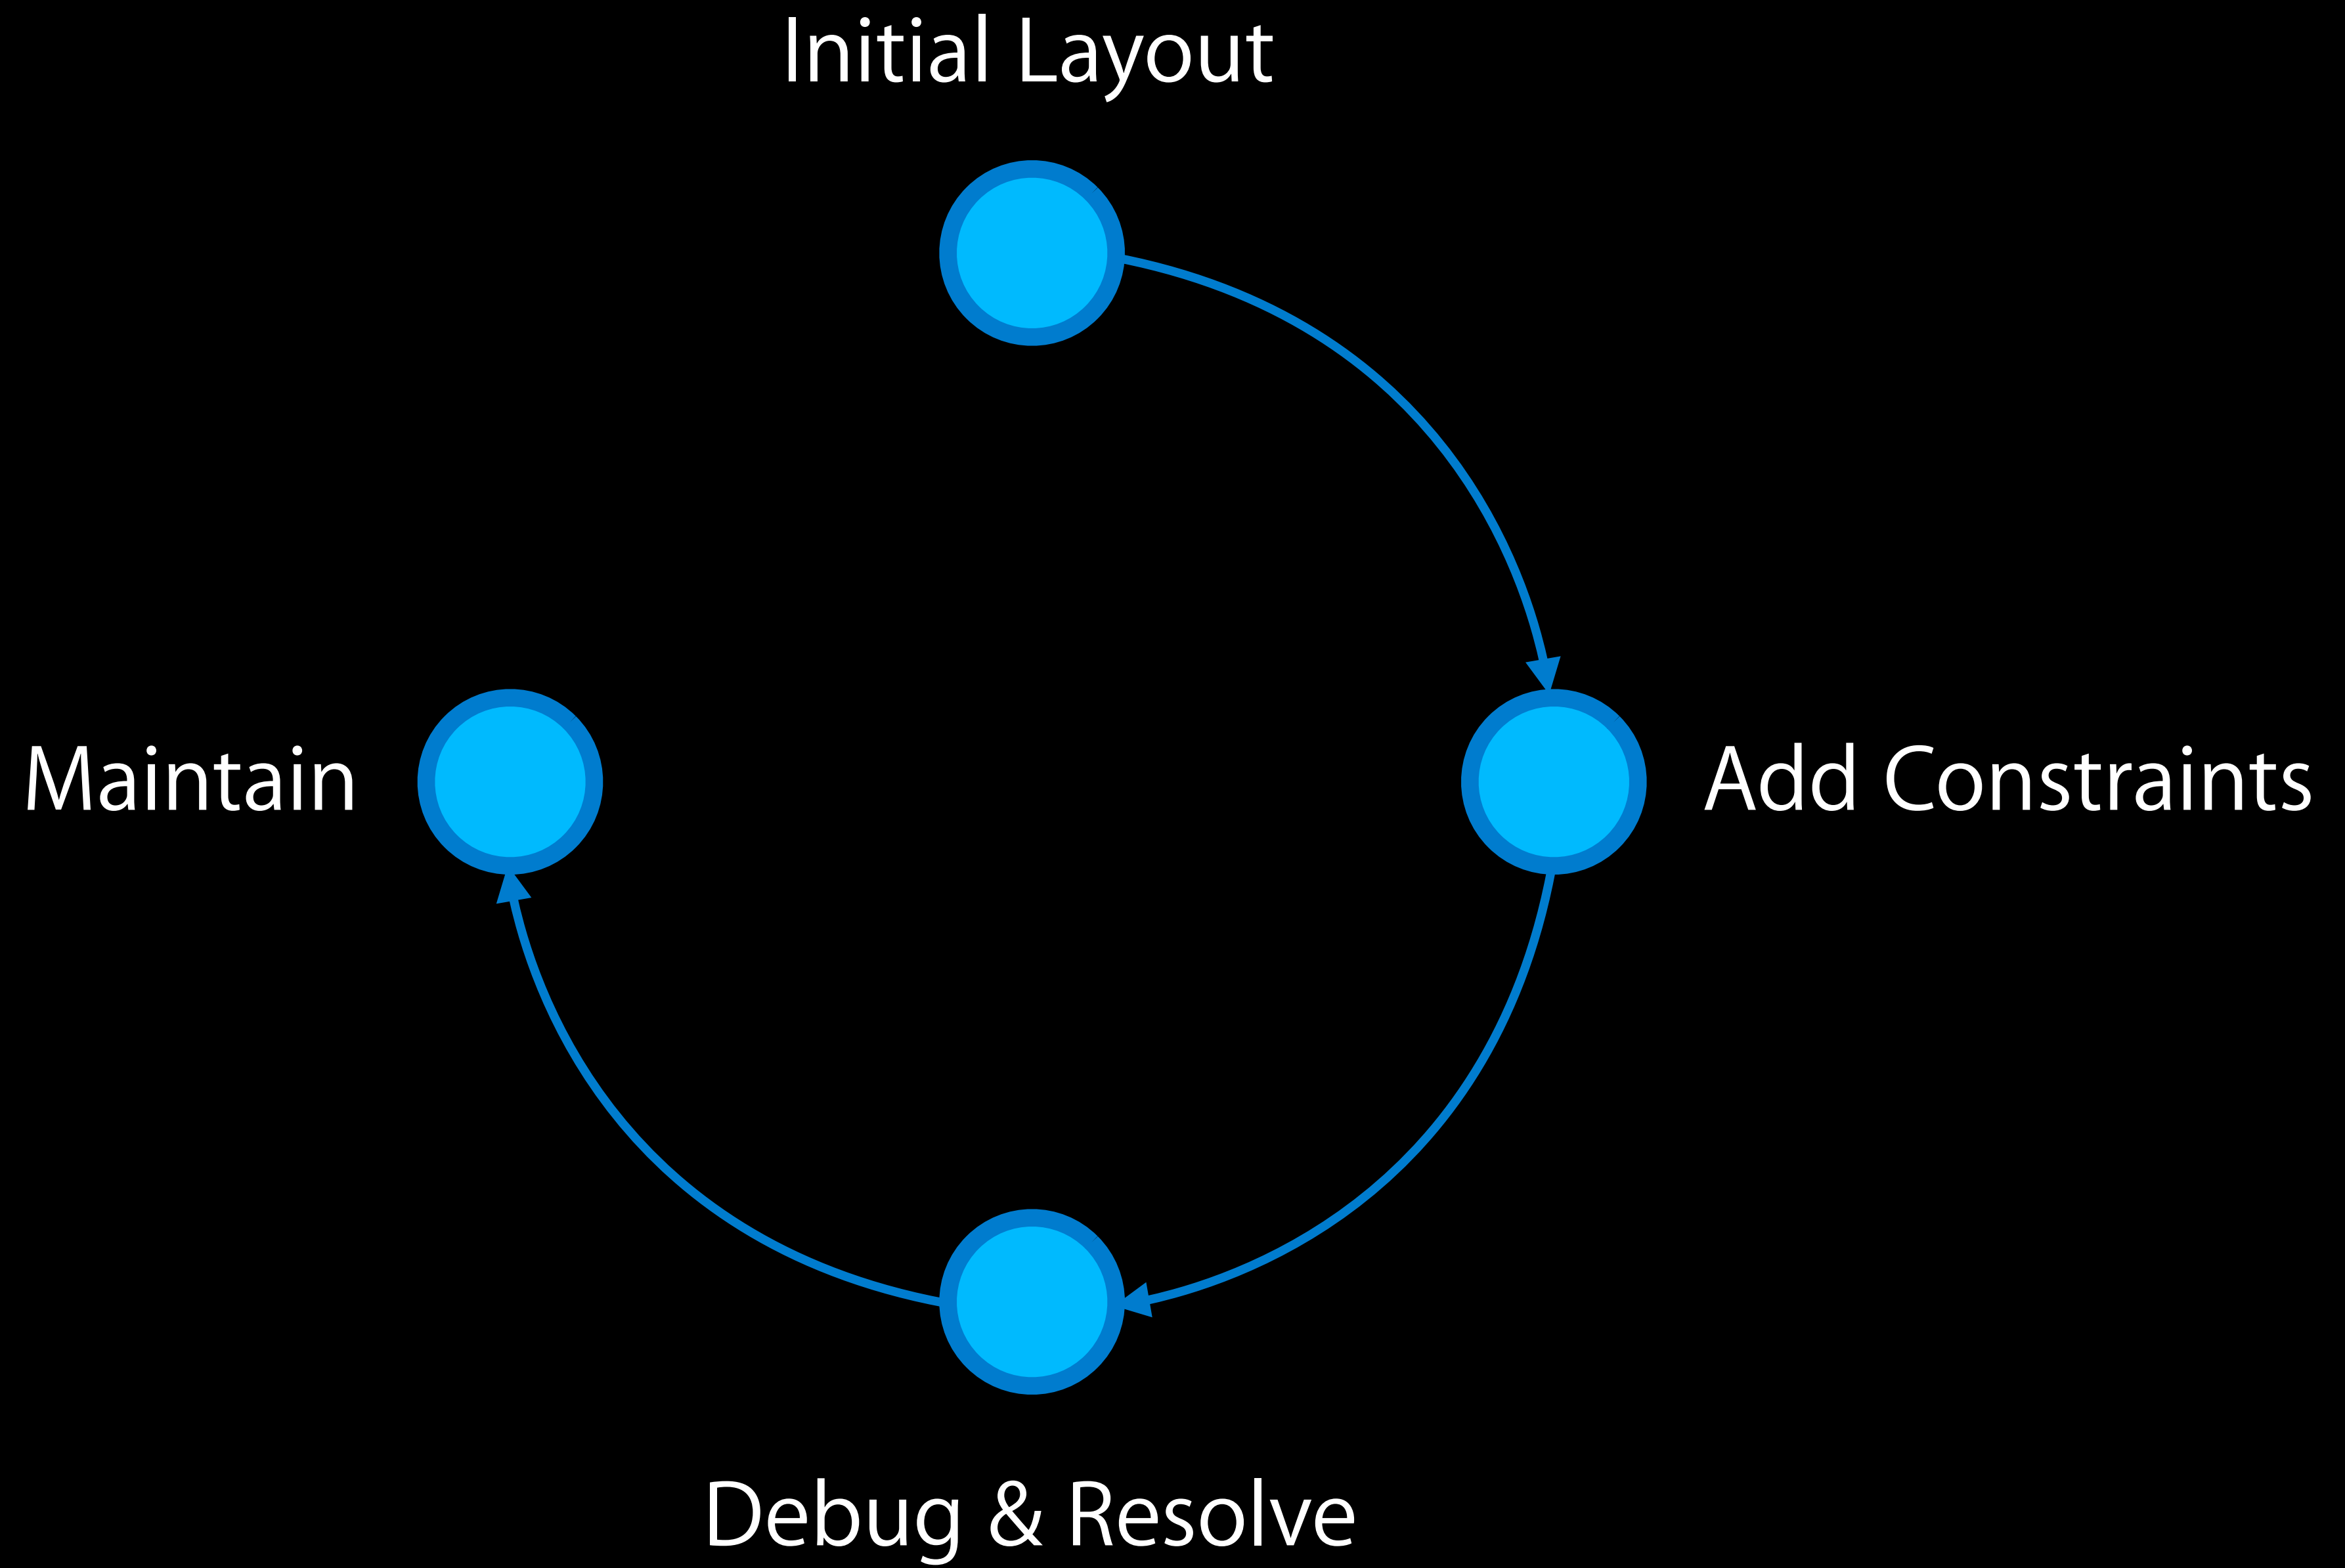 Initial Layout
Maintain
Add Constraints
Debug & Resolve